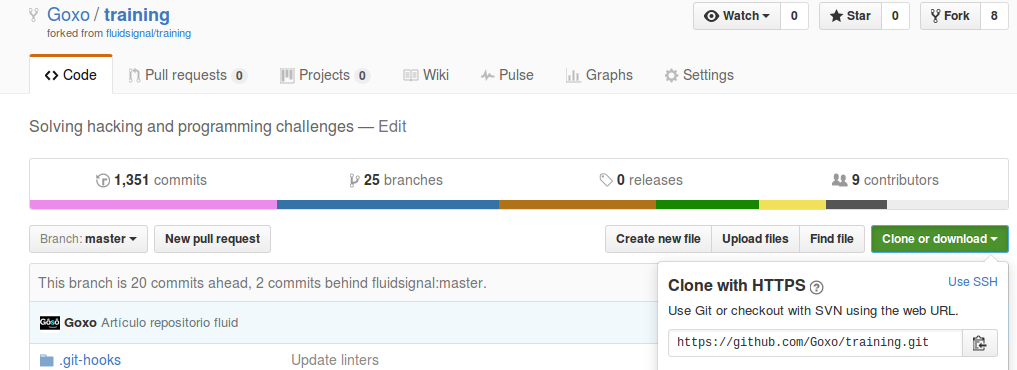 Goxo / training
Watch 0 Star 0 Fork 8
forked from fluidsignal/training
Code Pull requests 0 Projects 0 Wiki Pulse Graphs Settings
Solving hacking and programming challenges — Edit
1,351 commits 25 branches 0 releases 9 contributors
Branch: master New pull request Create new file Upload files Find file Clone or download
This branch is 20 commits ahead, 2 commits behind fluidsignal:master.
Clone with HTTPS ? Use SSH
Use Git or checkout with SVN using the web URL.
https://github.com/Goxo/training.git
Goxo Artículo repositorio fluid
.git-hooks Update linters